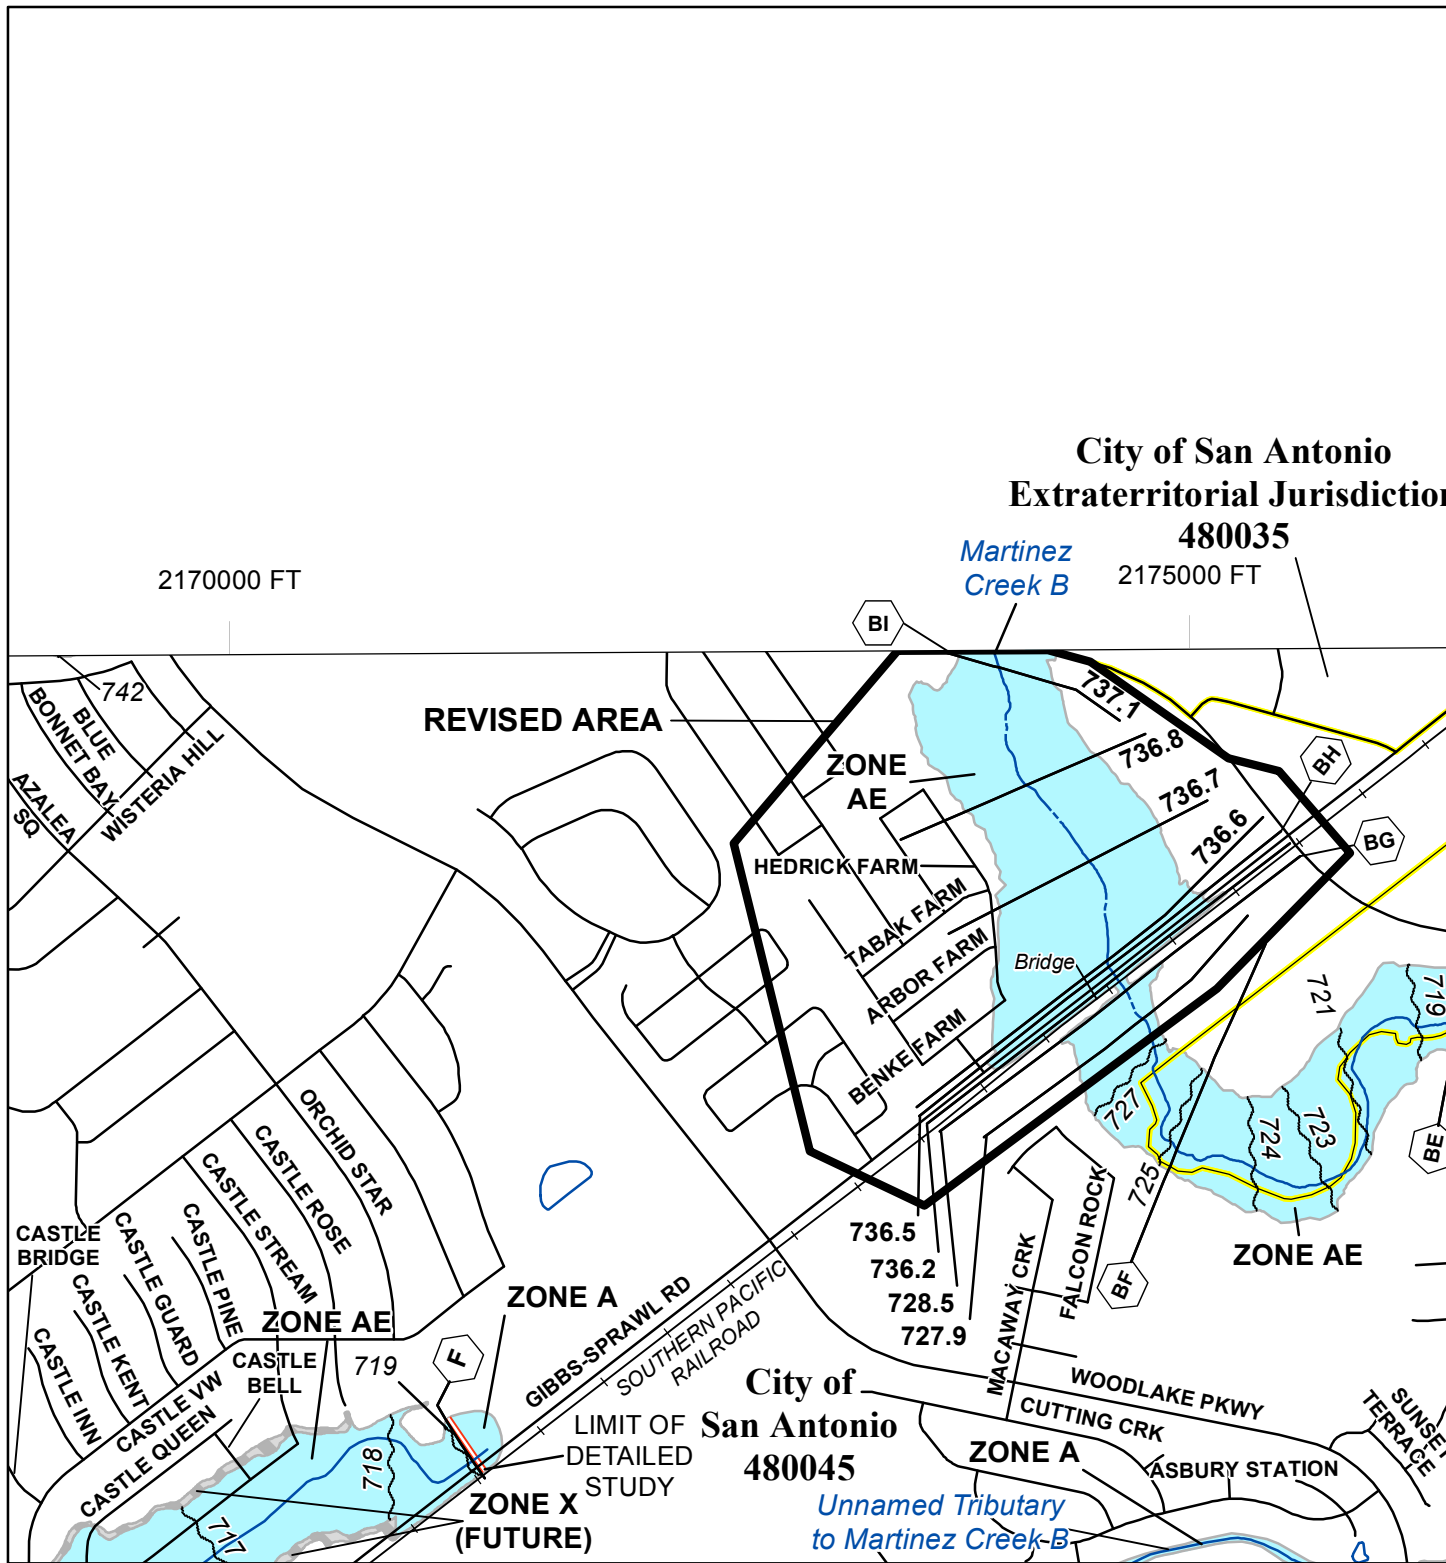 City of San Antonio
Extraterritorial Jurisdiction
480035
Martinez
Creek B
2170000 FT
2175000 FT
BI
742
BLUE
BONNET BAY
AZALEA
SQ
WISTERIA HILL
REVISED AREA
737.1
736.8
736.7
736.6
ZONE
AE
BH
BG
HEDRICK FARM
TABAK FARM
ARBOR FARM
BENKE FARM
Bridge
721
719
727
725
724
723
BE
BF
ZONE AE
ORCHID STAR
CASTLE ROSE
CASTLE STREAM
CASTLE PINE
CASTLE GUARD
CASTLE KENT
CASTLE INN
CASTLE
BRIDGE
736.5
736.2
728.5
727.9
MACAWAY CRK
FALCON ROCK
ZONE A
ZONE AE
GIBBS-SPRAWL RD
SOUTHERN PACIFIC
RAILROAD
CASTLE
BELL
719
F
CASTLE VW
CASTLE QUEEN
City of
San Antonio
480045
WOODLAKE PKWY
CUTTING CRK
SUNSET
TERRACE
LIMIT OF
DETAILED
STUDY
718
717
ZONE X
(FUTURE)
ZONE A
ASBURY STATION
Unnamed Tributary
to Martinez Creek B